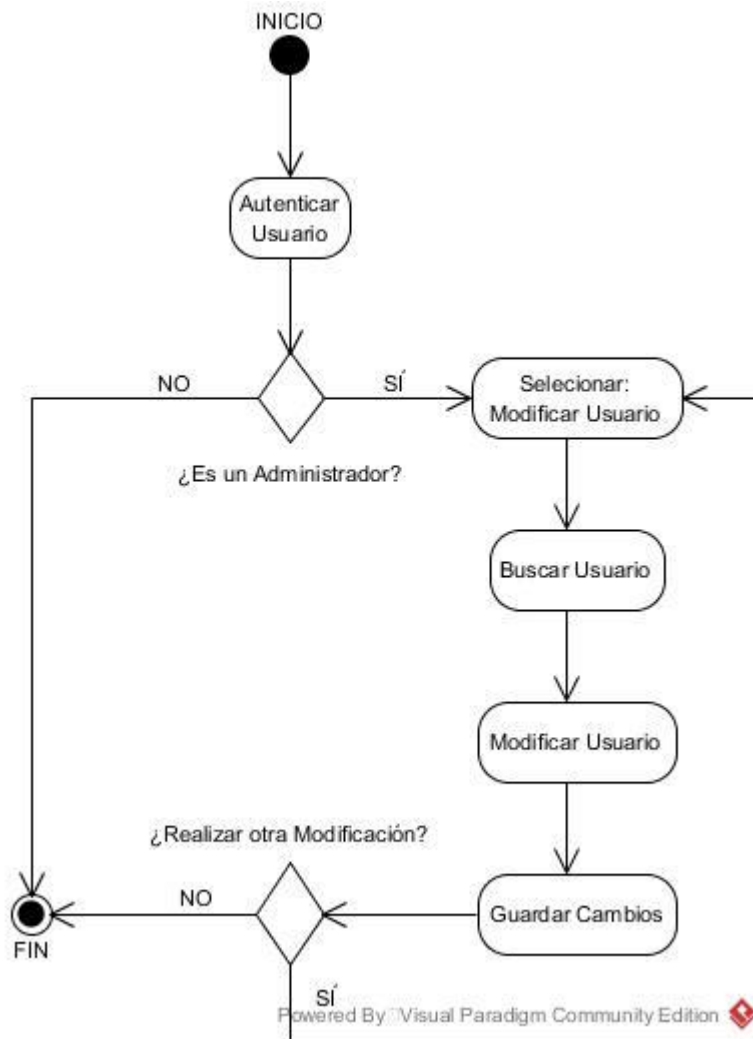 INICIO
Autenticar
Usuario
NO
SÍ
Selecionar:
Modificar Usuario
¿Es un Administrador?
Buscar Usuario
Modificar Usuario
¿Realizar otra Modificación?
NO
Guardar Cambios
FIN
SÍ
Powered By Visual Paradigm Community Edition